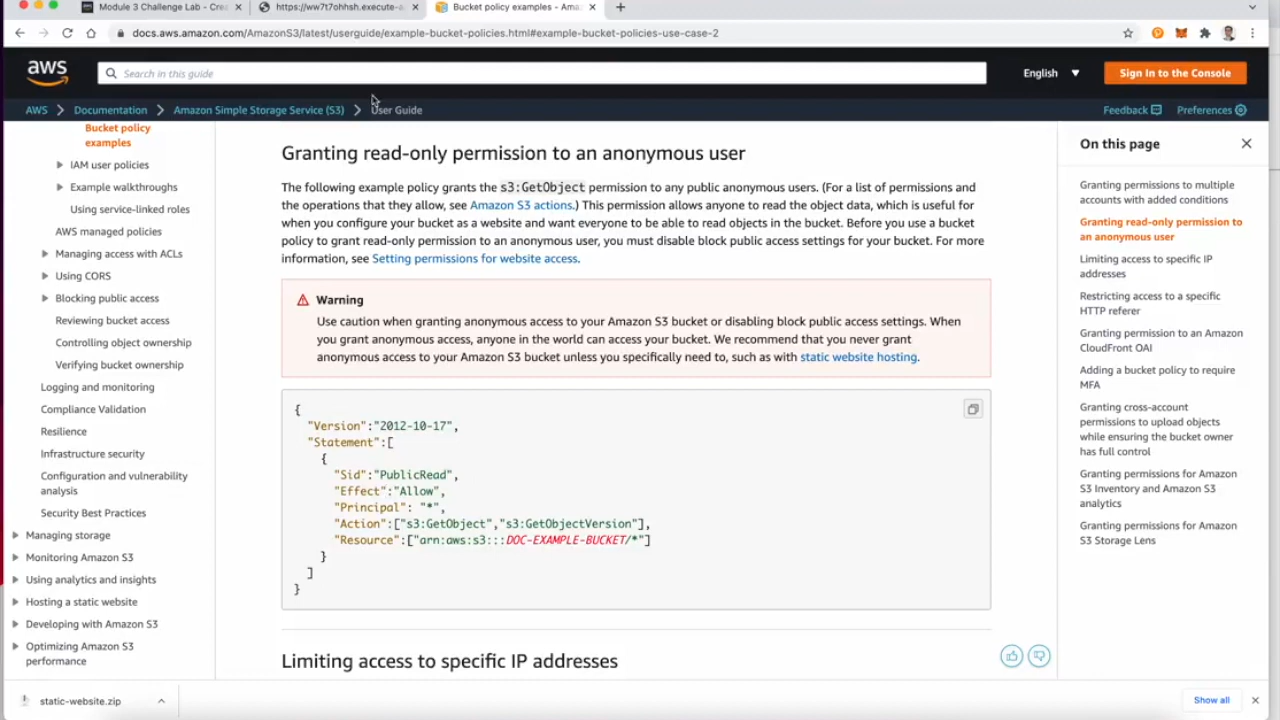 Module 3 Challenge Lab - Crea
https://ww7t7ohhsh.execute-a
Bucket policy examples - Amaz
docs.aws.amazon.com/AmazonS3/latest/userguide/example-bucket-policies.html#example-bucket-policies-use-case-2
aws
Search in this guide
English
Sign In to the Console
AWS
Documentation
Amazon Simple Storage Service (S3)
User Guide
Feedback
Preferences
Bucket policy
examples
IAM user policies
Example walkthroughs
Using service-linked roles
AWS managed policies
Managing access with ACLs
Using CORS
Blocking public access
Reviewing bucket access
Controlling object ownership
Verifying bucket ownership
Logging and monitoring
Compliance Validation
Resilience
Infrastructure security
Configuration and vulnerability
analysis
Security Best Practices
Managing storage
Monitoring Amazon S3
Using analytics and insights
Hosting a static website
Developing with Amazon S3
Optimizing Amazon S3
performance
Granting read-only permission to an anonymous user
The following example policy grants the s3:GetObject permission to any public anonymous users. (For a list of permissions and
the operations that they allow, see Amazon S3 actions.) This permission allows anyone to read the object data, which is useful for
when you configure your bucket as a website and want everyone to be able to read objects in the bucket. Before you use a bucket
policy to grant read-only permission to an anonymous user, you must disable block public access settings for your bucket. For more
information, see Setting permissions for website access.
Warning
Use caution when granting anonymous access to your Amazon S3 bucket or disabling block public access settings. When
you grant anonymous access, anyone in the world can access your bucket. We recommend that you never grant
anonymous access to your Amazon S3 bucket unless you specifically need to, such as with static website hosting.
{
"Version":"2012-10-17",
"Statement":[
{
"Sid":"PublicRead",
"Effect":"Allow",
"Principal": "*",
"Action":["s3:GetObject","s3:GetObjectVersion"],
"Resource":["arn:aws:s3:::DOC-EXAMPLE-BUCKET/*"]
}
]
}
Limiting access to specific IP addresses
On this page
Granting permissions to multiple
accounts with added conditions
Granting read-only permission to
an anonymous user
Limiting access to specific IP
addresses
Restricting access to a specific
HTTP referer
Granting permission to an Amazon
CloudFront OAI
Adding a bucket policy to require
MFA
Granting cross-account
permissions to upload objects
while ensuring the bucket owner
has full control
Granting permissions for Amazon
S3 Inventory and Amazon S3
analytics
Granting permissions for Amazon
S3 Storage Lens
static-website.zip
Show all